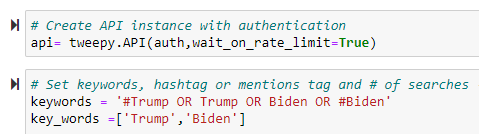 # Create API instance with authentication
api= tweepy.API(auth,wait_on_rate_limit=True)
# Set keywords, hashtag or mentions tag and # of searches
keywords = '#Trump OR Trump OR Biden OR #Biden'
key_words =['Trump','Biden']